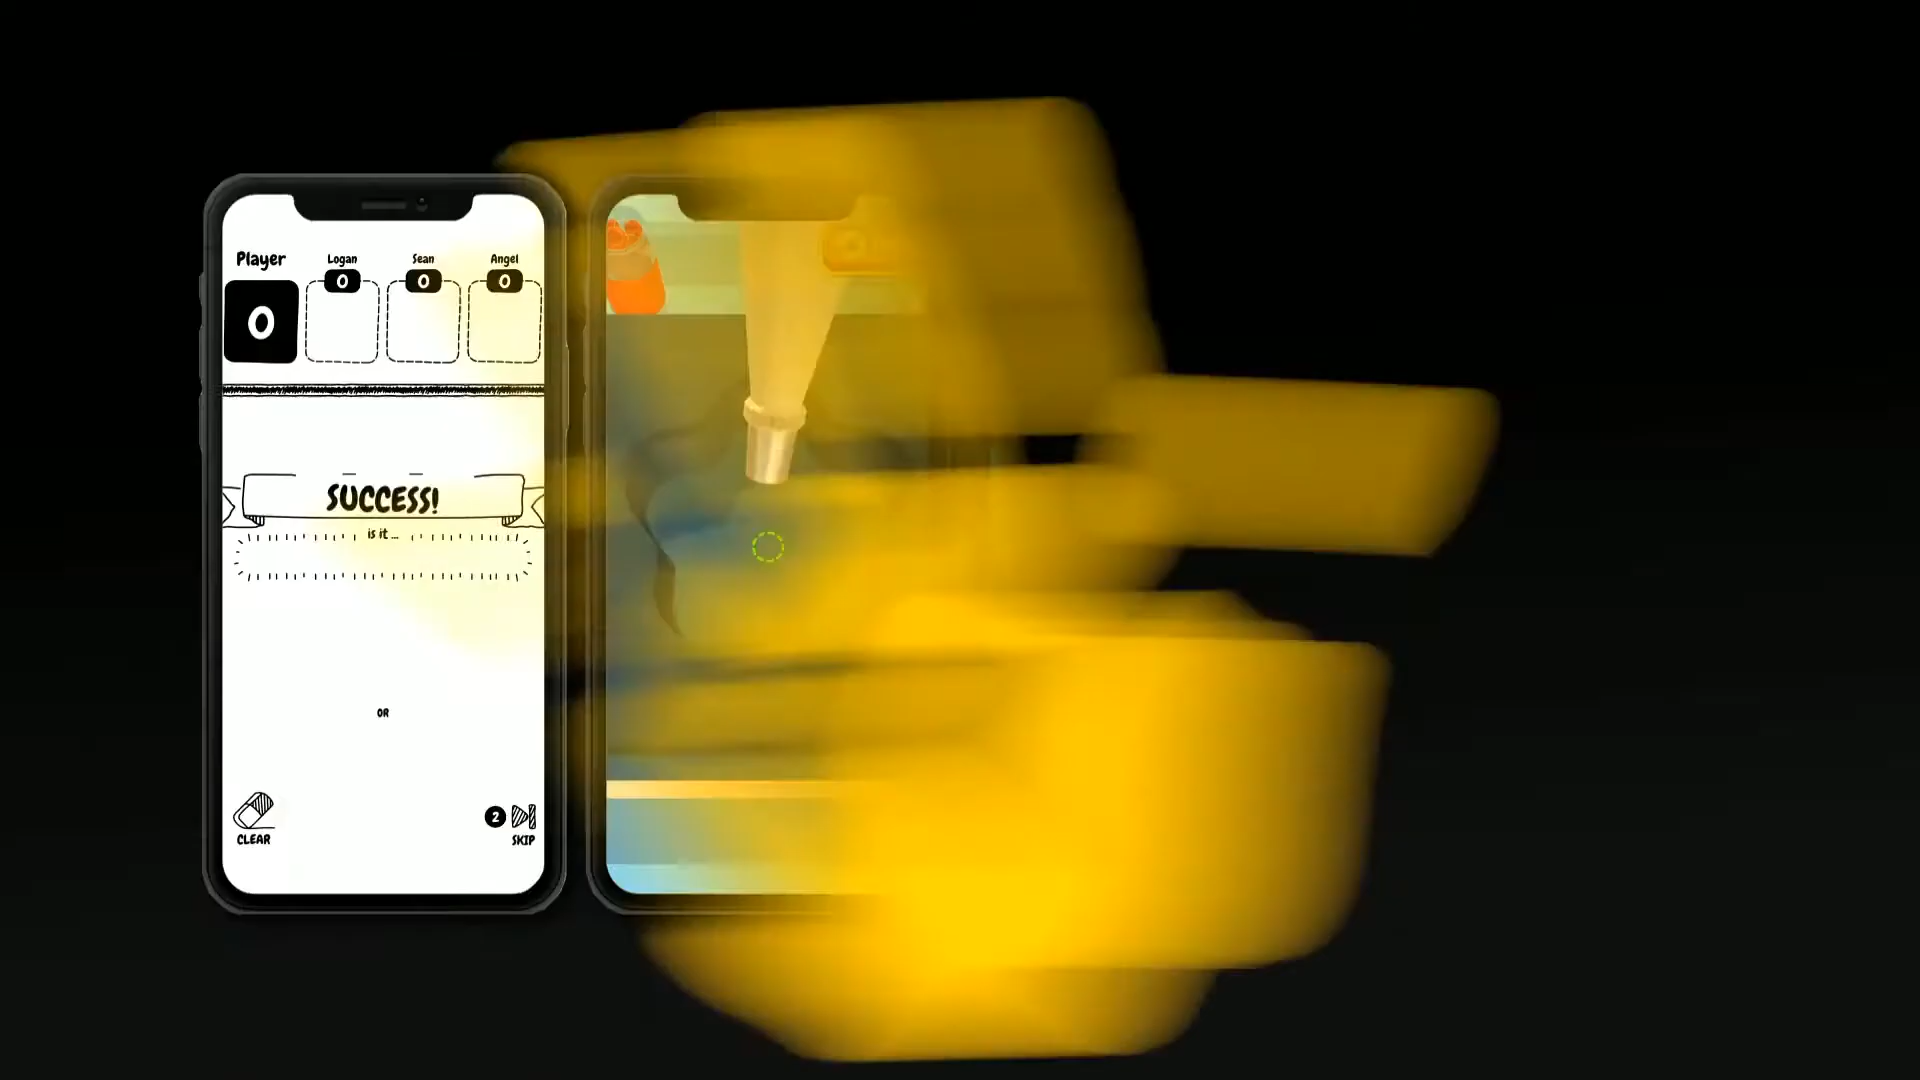 Player Logan Sean Angel
0 0 0 0
SUCCESS!
is it ...
OR
2
CLEAR SKIP